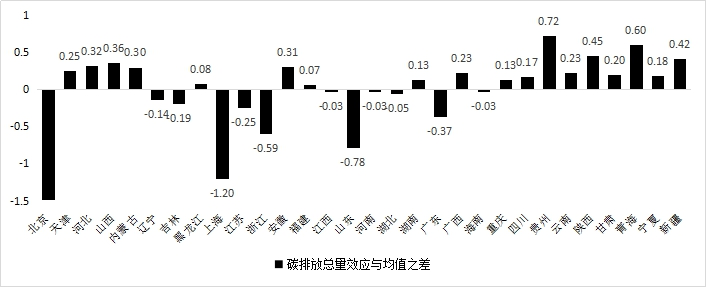 1
0.5
0
-0.5
-1
-1.5
0.25
0.32
0.36
0.30
-0.14
-0.19
0.08
-1.20
-0.25
-0.59
0.31
0.07
-0.03
-0.78
-0.03
-0.05
0.13
-0.37
0.23
-0.03
0.13
0.17
0.72
0.23
0.45
0.20
0.60
0.18
0.42
北京
天津
河北
山西
内蒙古
辽宁
吉林
黑龙江
上海
江苏
浙江
安徽
福建
江西
山东
河南
湖北
湖南
广东
广西
海南
重庆
四川
贵州
云南
陕西
甘肃
青海
宁夏
新疆
碳排放总量效应与均值之差